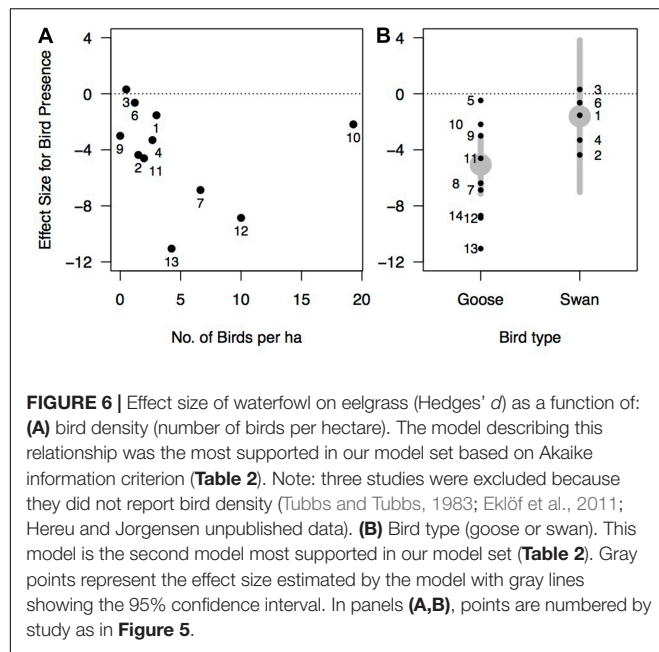 A
B
4
0
−4
−8
−12
Effect Size for Bird Presence
3
6
1
9
4
2
11
10
7
12
13
0
5
10
15
20
No. of Birds per ha
4
0
−4
−8
−12
5
10
9
11
8
7
14
12
13
3
6
1
4
2
Goose
Swan
Bird type
FIGURE 6 | Effect size of waterfowl on eelgrass (Hedges’ d) as a function of:
(A) bird density (number of birds per hectare). The model describing this
relationship was the most supported in our model set based on Akaike
information criterion (Table 2). Note: three studies were excluded because
they did not report bird density (Tubbs and Tubbs, 1983; Eklöf et al., 2011;
Hereu and Jorgensen unpublished data). (B) Bird type (goose or swan). This
model is the second model most supported in our model set (Table 2). Gray
points represent the effect size estimated by the model with gray lines
showing the 95% confidence interval. In panels (A,B), points are numbered by
study as in Figure 5.